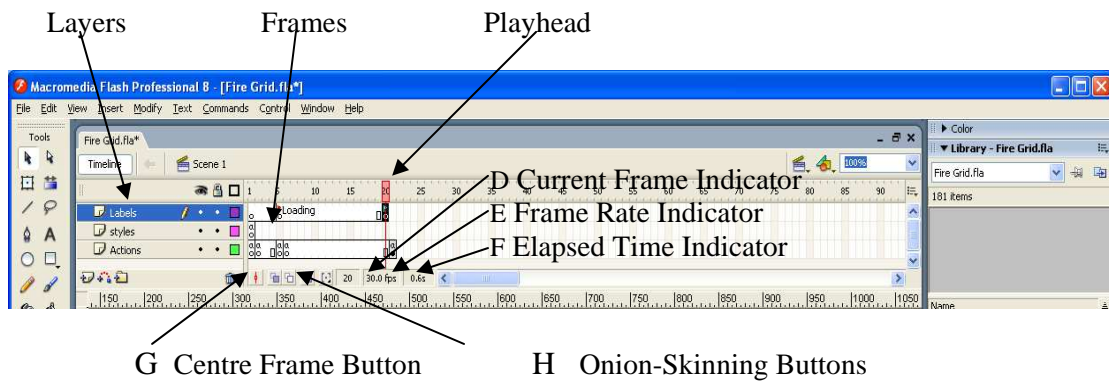 Layers Frames Playhead
Macromedia Flash Professional 8 - [Fire Grid.fla*]
File Edit View Insert Modify Text Commands Control Window Help
Tools
Fire Grid.fla*
Color
Library - Fire Grid.fla
Timeline Scene 1 100%
Fire Grid.fla
181 items
1 5 10 15 20 25 30 35 40 45 50 55 60 65 70 75 80 85 90
D Current Frame Indicator
Labels Loading
E Frame Rate Indicator
styles
F Elapsed Time Indicator
Actions
20 30.0 fps 0.6s
150 200 250 300 350 400 450 500 550 600 650 700 750 800 850 900 950 1000 1050
Name
G Centre Frame Button H Onion-Skinning Buttons